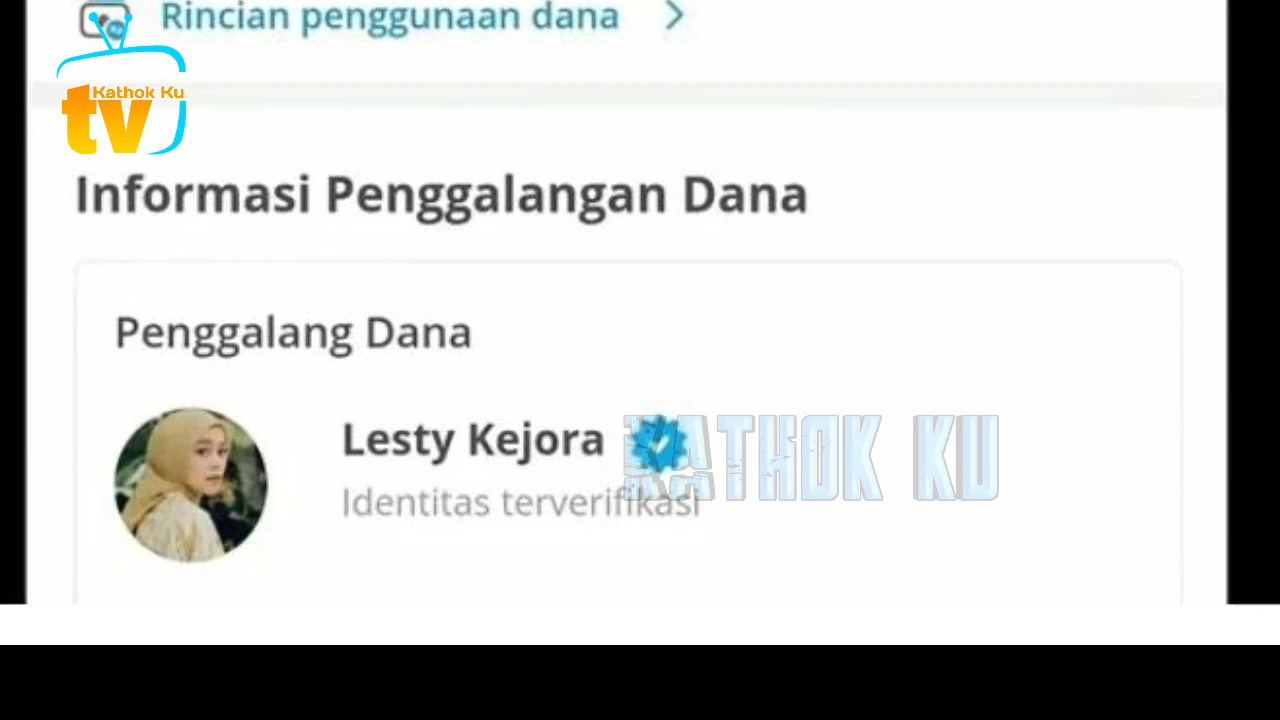 Rincian penggunaan dana
Kathok Ku
tv
Informasi Penggalangan Dana
Penggalang Dana
Lesty Kejora
KATHOK KU
Identitas terverifikasi